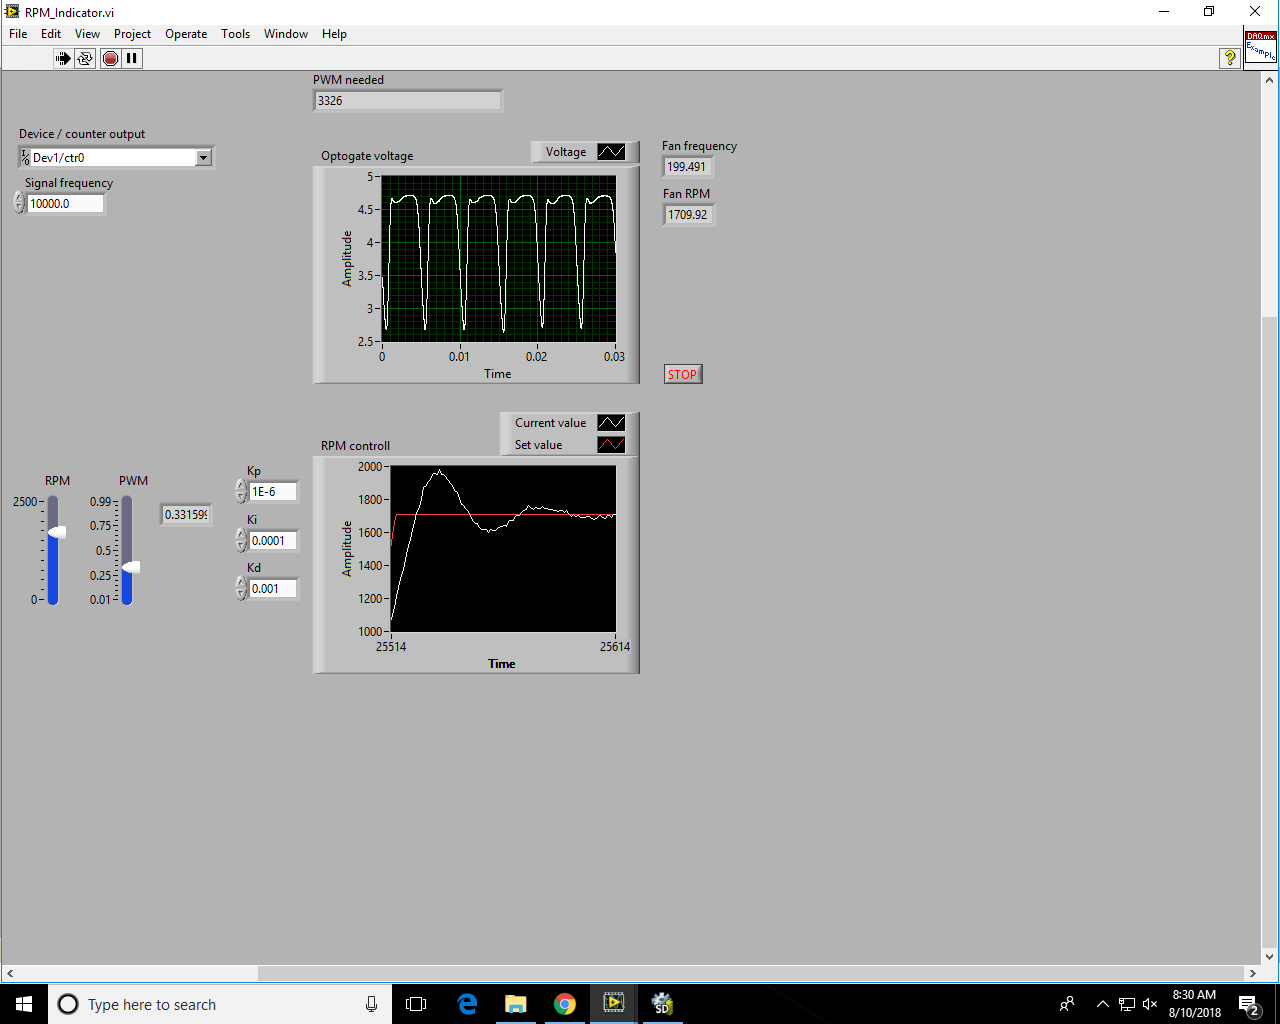 RPM_Indicator.vi
File Edit View Project Operate Tools Window Help
DAQmx
Example
PWM needed
3326
Device / counter output
I/O Dev1/ctr0
Signal frequency
10000.0
Optogate voltage
Voltage
Amplitude
5
4.5
4
3.5
3
2.5
0 0.01 0.02 0.03
Time
Fan frequency
199.491
Fan RPM
1709.92
STOP
RPM
2500
0
PWM
0.99
0.75
0.5
0.25
0.01
0.331599
Kp
1E-6
Ki
0.0001
Kd
0.001
RPM controll
Current value
Set value
Amplitude
2000
1800
1600
1400
1200
1000
25514 25614
Time
Type here to search
SD
8:30 AM
8/10/2018
2